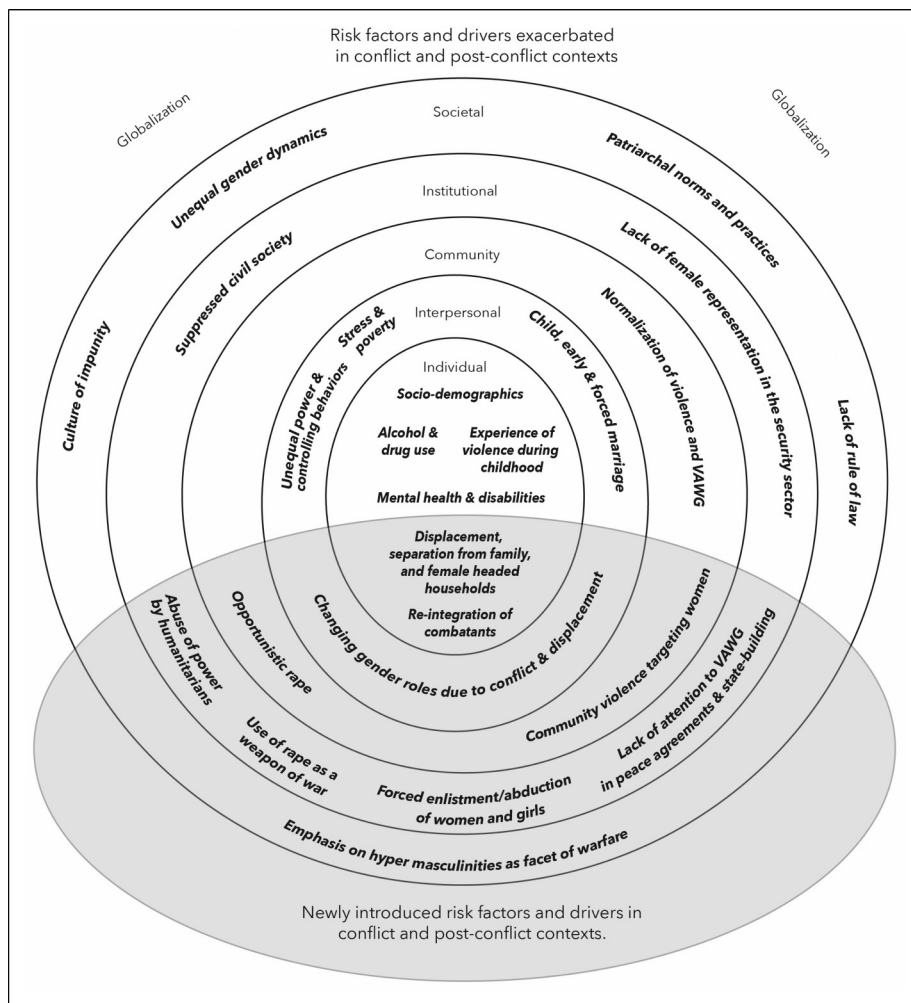 Risk factors and drivers exacerbated
in conflict and post-conflict contexts
Globalization
Globalization
Societal
Unequal gender dynamics
Patriarchal norms and practices
Culture of impunity
Lack of rule of law
Institutional
Suppressed civil society
Lack of female representation in the security sector
Community
Normalization of violence and VAWG
Interpersonal
Stress &
poverty
Unequal power &
controlling behaviors
Child, early & forced marriage
Individual
Socio-demographics
Alcohol &
drug use
Experience of
violence during
childhood
Mental health & disabilities
Displacement,
separation from family,
and female headed
households
Re-integration of
combatants
Changing gender roles due to conflict & displacement
Opportunistic rape
Community violence targeting women
Abuse of power
by humanitarians
Use of rape as a
weapon of war
Forced enlistment/abduction
of women and girls
Lack of attention to VAWG
in peace agreements & state-building
Emphasis on hyper masculinities as facet of warfare
Newly introduced risk factors and drivers in
conflict and post-conflict contexts.